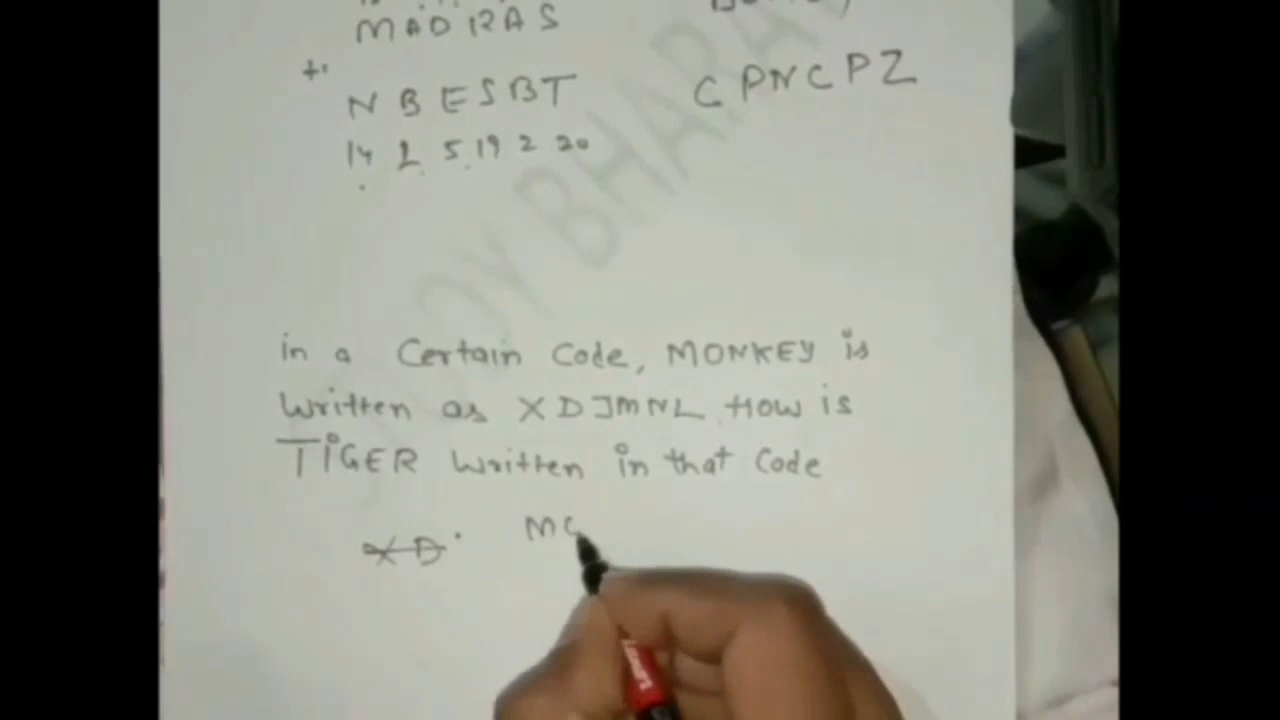 MADRAS
+1
NBESBT CPNCPZ
14 2 5 19 2 20
in a Certain Code, MONKEY is
Written as XDJMNL. How is
TiGER Written in that Code
XD MO